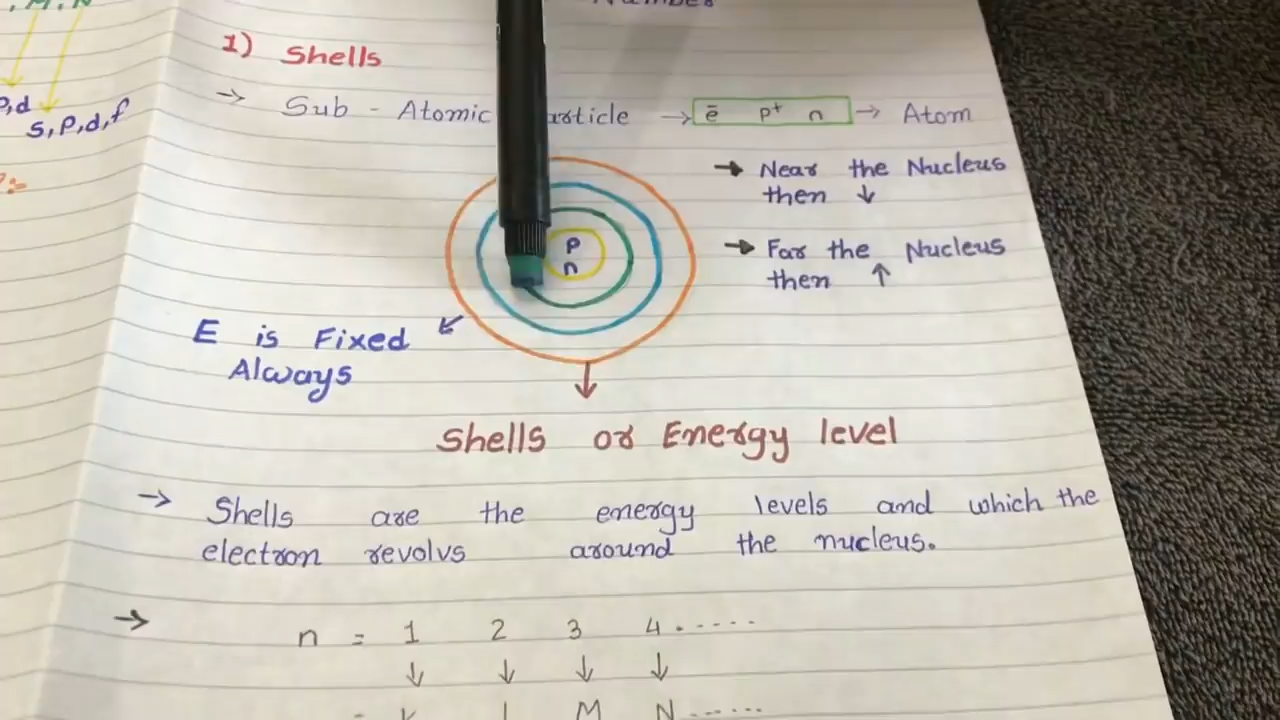 1) Shells
→ Sub - Atomic → ē p⁺ n → Atom
s,p,d,f
→ Near the Nucleus
then ↓
→ Far the Nucleus
then ↑
P
n
E is Fixed
Always
Shells or Energy level
→ Shells are the energy levels and which the
electron revolvs around the nucleus.
→ n = 1 2 3 4 . .....
↓ ↓ ↓ ↓
M N ......